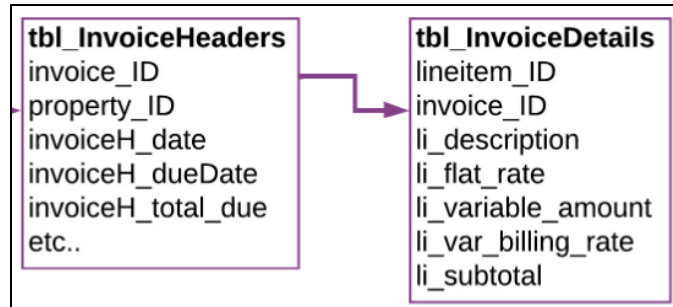 tbl_InvoiceHeaders
invoice_ID
property_ID
invoiceH_date
invoiceH_dueDate
invoiceH_total_due
etc..
tbl_InvoiceDetails
lineitem_ID
invoice_ID
li_description
li_flat_rate
li_variable_amount
li_var_billing_rate
li_subtotal